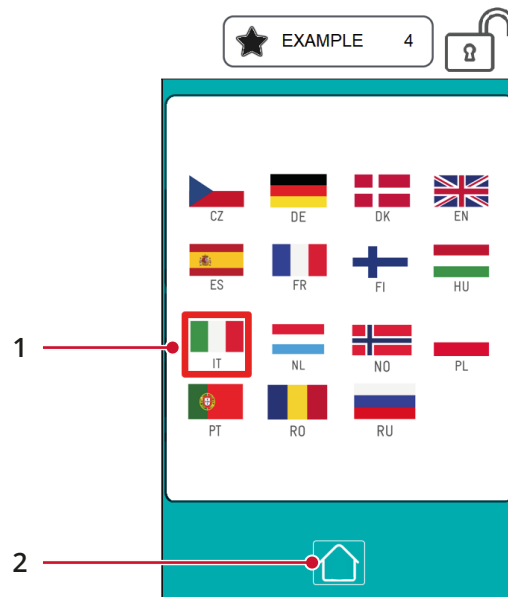 EXAMPLE 4
CZ DE DK EN
ES FR FI HU
1
IT NL NO PL
PT RO RU
2